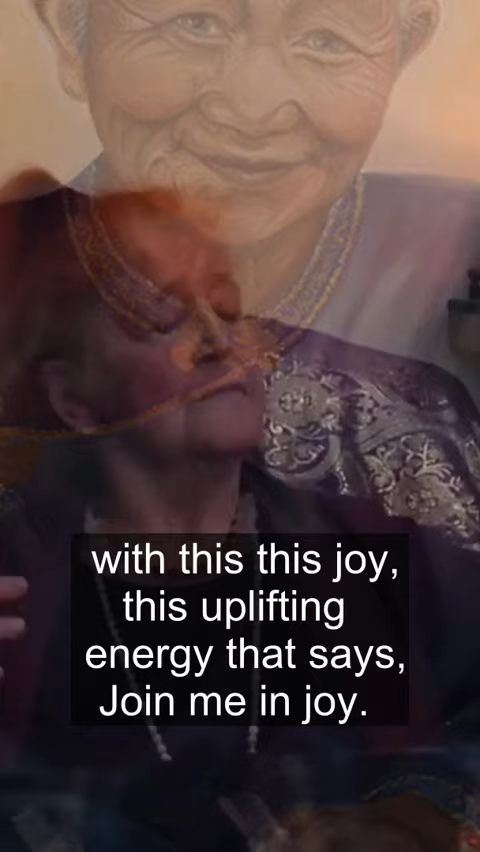 with this this joy,
this uplifting
energy that says,
Join me in joy.